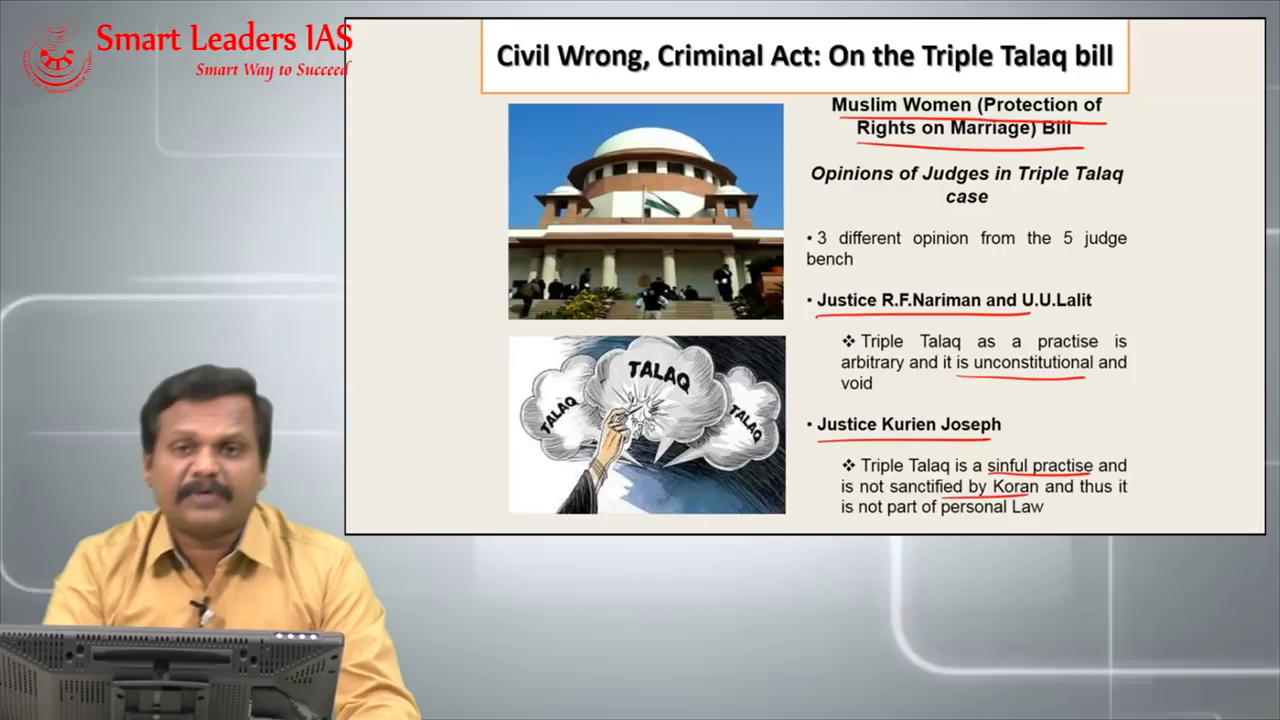 Smart Leaders IAS
Smart Way to Succeed
Civil Wrong, Criminal Act: On the Triple Talaq bill
Muslim Women (Protection of
Rights on Marriage) Bill
Opinions of Judges in Triple Talaq
case
• 3 different opinion from the 5 judge
bench
• Justice R.F.Nariman and U.U.Lalit
❖ Triple Talaq as a practise is
arbitrary and it is unconstitutional and
void
• Justice Kurien Joseph
❖ Triple Talaq is a sinful practise and
is not sanctified by Koran and thus it
is not part of personal Law
TALAQ
TALAQ
TALAQ